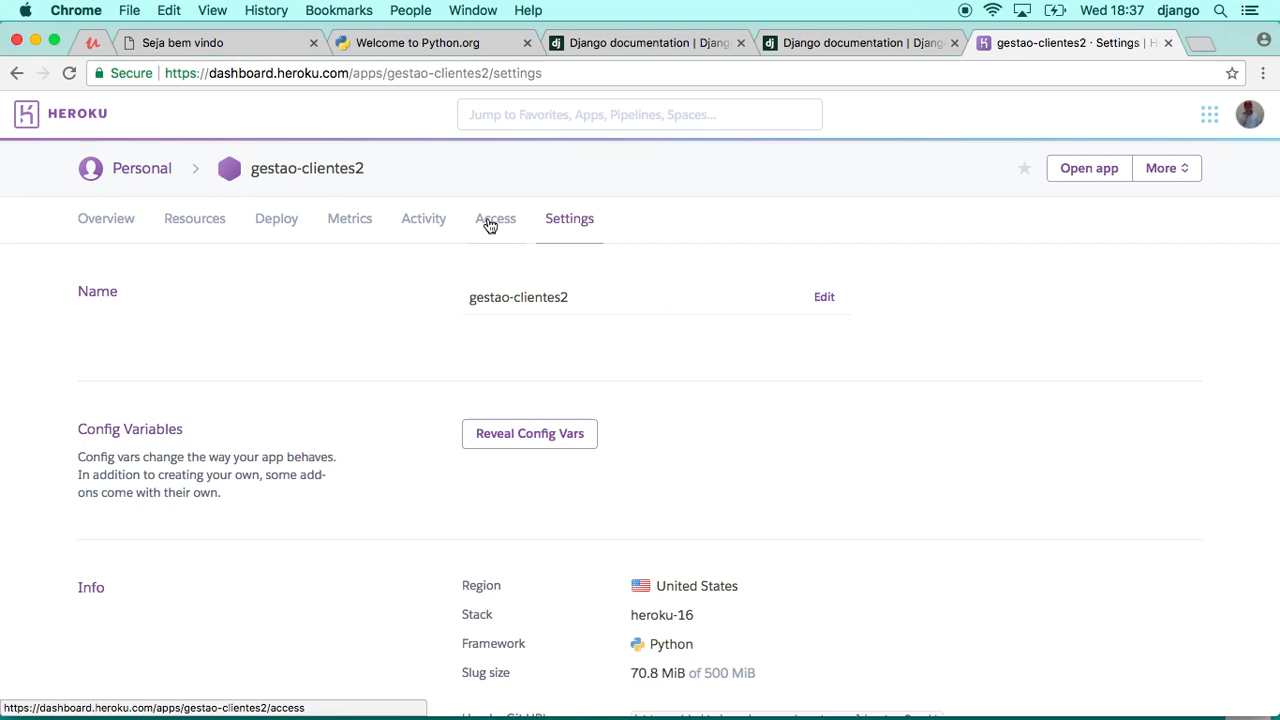 Chrome File Edit View History Bookmarks People Window Help Wed 18:37 django
Seja bem vindo × Welcome to Python.org × Django documentation | Djang × Django documentation | Djang × gestao-clientes2 · Settings | H ×
Secure https://dashboard.heroku.com/apps/gestao-clientes2/settings
HEROKU Jump to Favorites, Apps, Pipelines, Spaces...
Personal > gestao-clientes2 Open app More
Overview Resources Deploy Metrics Activity Access Settings
Name gestao-clientes2 Edit
Config Variables Reveal Config Vars
Config vars change the way your app behaves.
In addition to creating your own, some add-
ons come with their own.
Info Region United States
Stack heroku-16
Framework Python
Slug size 70.8 MiB of 500 MiB
https://dashboard.heroku.com/apps/gestao-clientes2/access